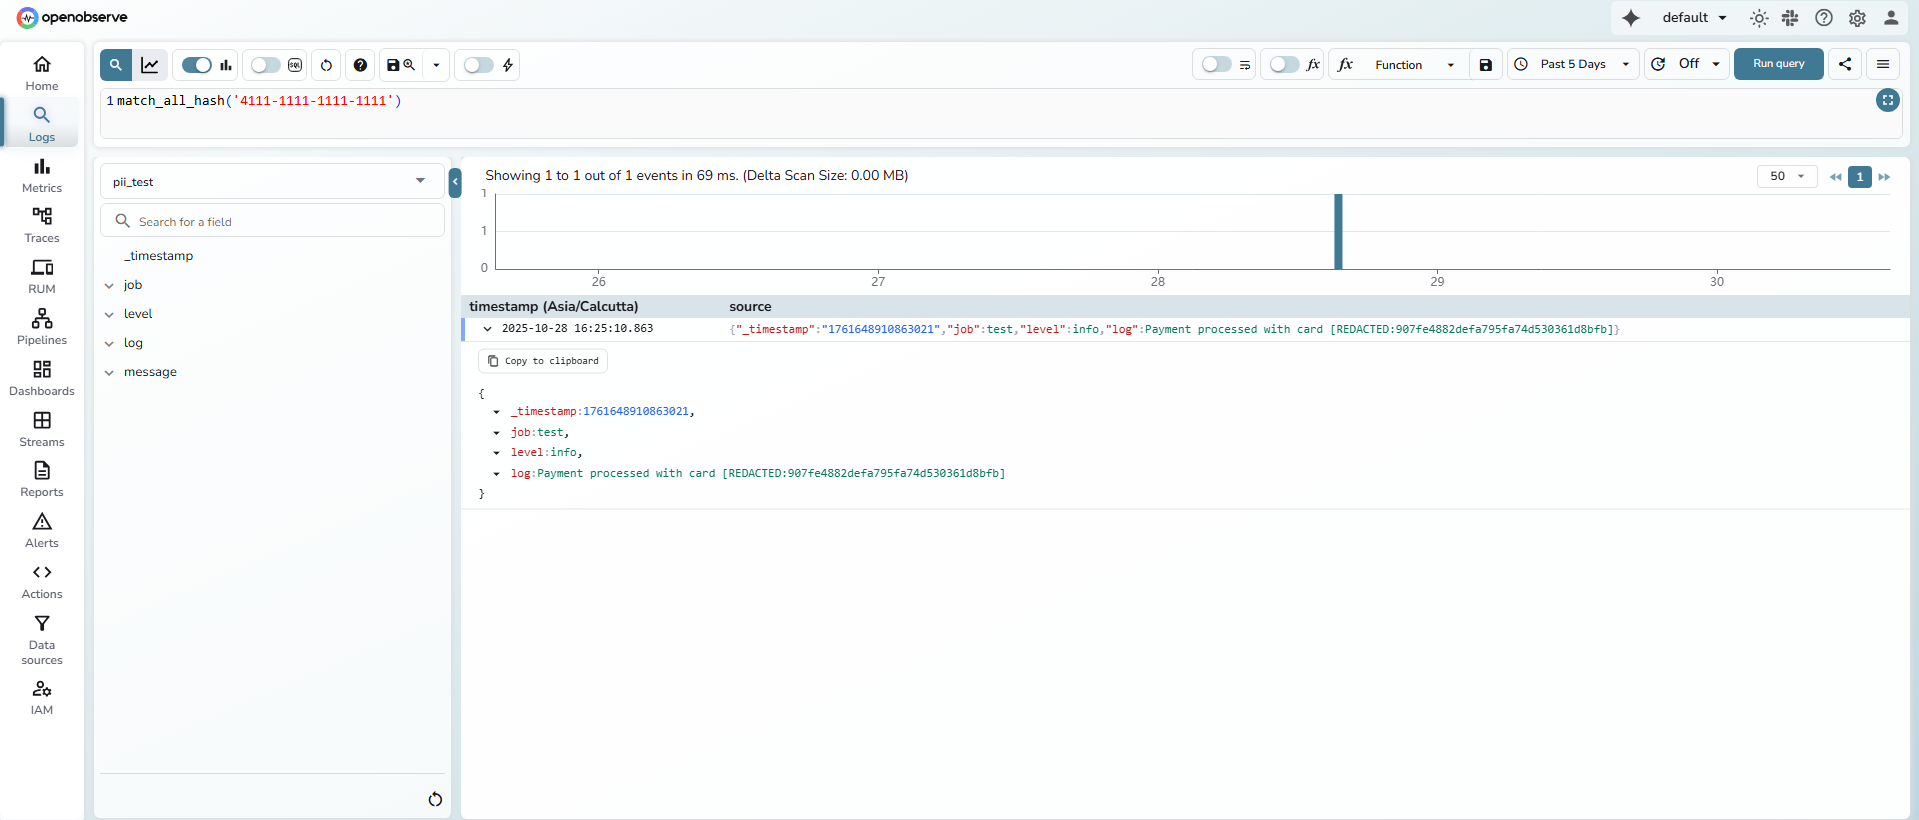 openobserve
default
Home
Logs
Metrics
Traces
RUM
Pipelines
Dashboards
Streams
Reports
Alerts
Actions
Data
sources
IAM
SQL
fx
fx Function
Past 5 Days
Off
Run query
1 match_all_hash('4111-1111-1111-1111')
pii_test
Search for a field
_timestamp
job
level
log
message
Showing 1 to 1 out of 1 events in 69 ms. (Delta Scan Size: 0.00 MB)
50
1
1
1
0
26 27 28 29 30
timestamp (Asia/Calcutta) source
2025-10-28 16:25:10.863 {"_timestamp":"1761648910863021","job":test,"level":info,"log":Payment processed with card [REDACTED:907fe4882defa795fa74d530361d8bfb]}
Copy to clipboard
{
_timestamp:1761648910863021,
job:test,
level:info,
log:Payment processed with card [REDACTED:907fe4882defa795fa74d530361d8bfb]
}